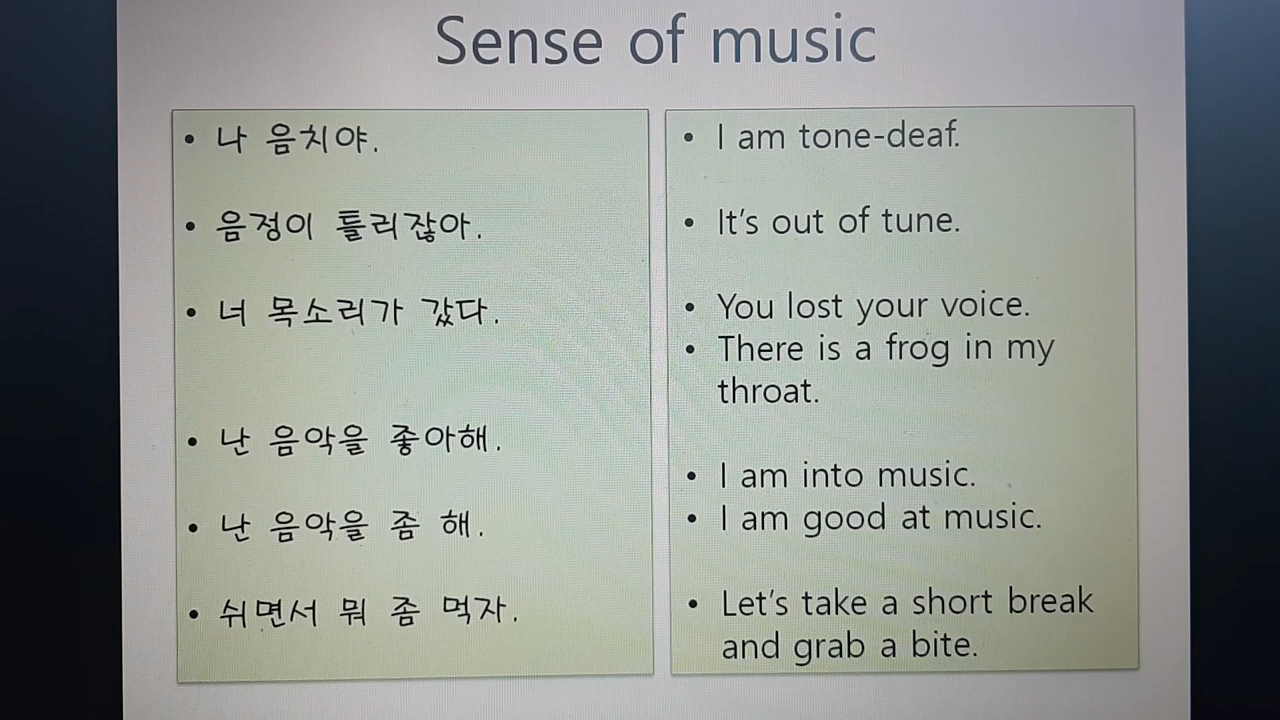 Sense of music
• 나 음치야.
• 음정이 틀리잖아.
• 너 목소리가 갔다.
• 난 음악을 좋아해.
• 난 음악을 좀 해.
• 쉬면서 뭐 좀 먹자.
• I am tone-deaf.
• It's out of tune.
• You lost your voice.
• There is a frog in my
throat.
• I am into music.
• I am good at music.
• Let's take a short break
and grab a bite.